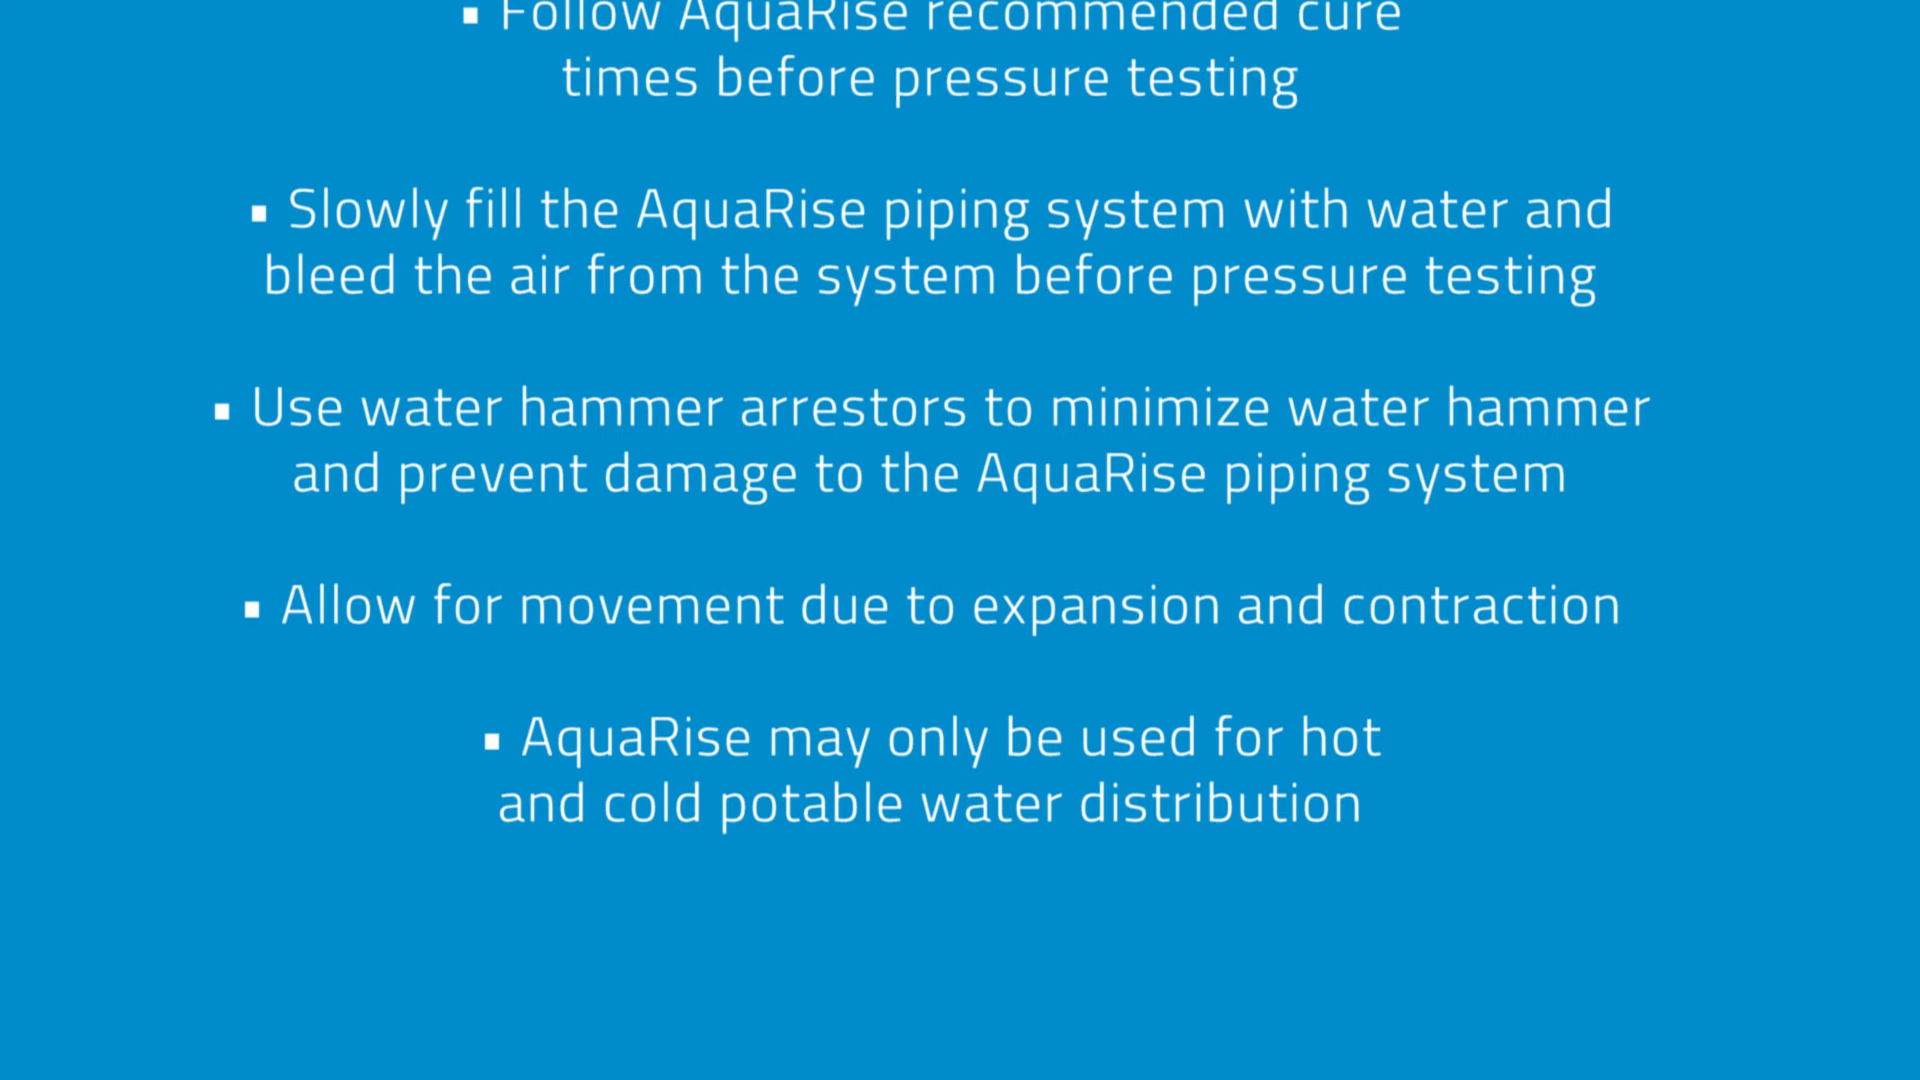 ▪ Follow AquaRise recommended cure
times before pressure testing
▪ Slowly fill the AquaRise piping system with water and
bleed the air from the system before pressure testing
▪ Use water hammer arrestors to minimize water hammer
and prevent damage to the AquaRise piping system
▪ Allow for movement due to expansion and contraction
▪ AquaRise may only be used for hot
and cold potable water distribution